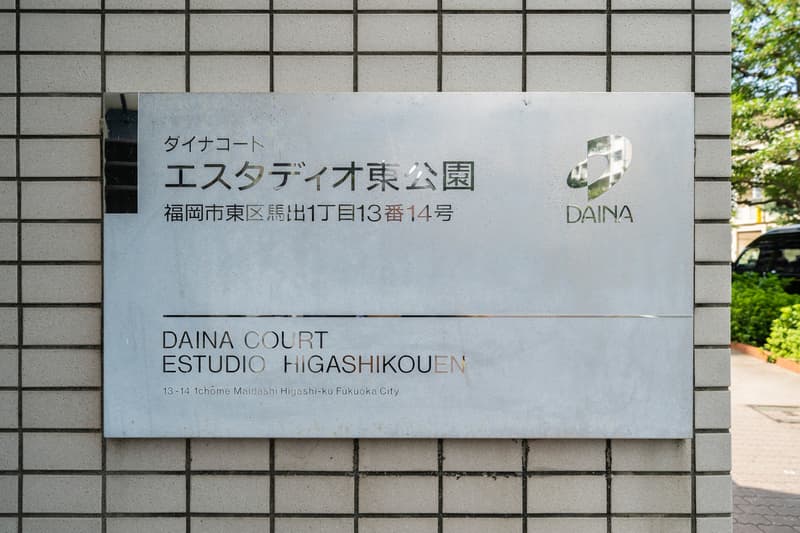 ダイナコート
エスタディオ東公園
福岡市東区馬出1丁目13番14号
DAINA
DAINA COURT
ESTUDIO HIGASHIKOUEN
13-14 1chome Maidashi Higashi-ku Fukuoka City